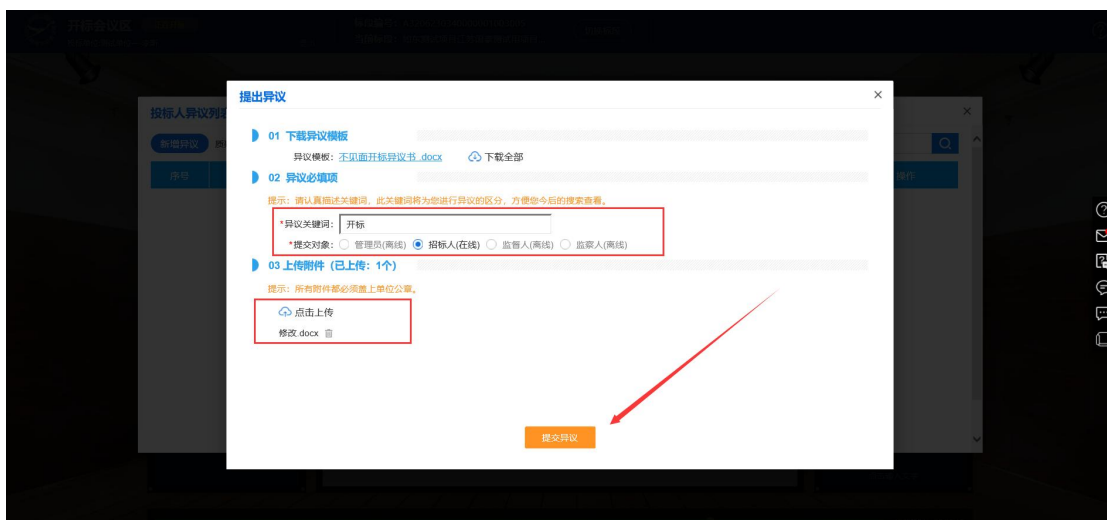 开标会议区
提出异议
投标人异议列表
新增异议
01 下载异议模板
异议模板: 不见面开标异议书 .docx 下载全部
序号
操作
02 异议必填项
提示: 请认真描述关键词, 此关键词将为您进行异议的区分, 方便您今后的搜索查看。
*异议关键词: 开标
*提交对象: 管理员(离线) 招标人(在线) 监督人(离线) 监察人(离线)
03 上传附件 (已上传: 1个)
提示: 所有附件都必须盖上单位公章。
点击上传
修改.docx
提交异议